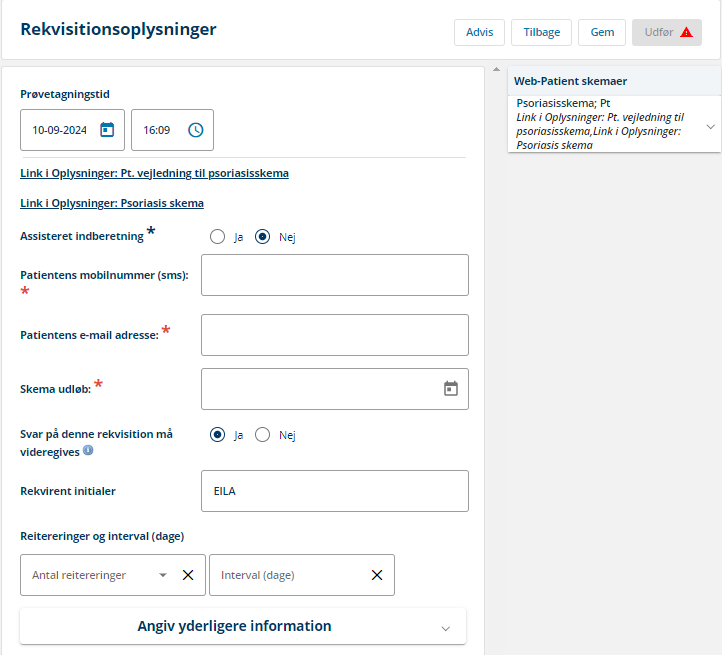 Rekvisitionsoplysninger
Advis
Tilbage
Gem
Udfør
Prøvetagningstid
10-09-2024
16:09
Link i Oplysninger: Pt. vejledning til psoriasisskema
Link i Oplysninger: Psoriasis skema
Assisteret indberetning *
Ja
Nej
Patientens mobilnummer (sms):
*
Patientens e-mail adresse: *
Skema udløb: *
Svar på denne rekvisition må
videregives
Ja
Nej
Rekvirent initialer
EILA
Reitereringer og interval (dage)
Antal reitereringer
Interval (dage)
Angiv yderligere information
Web-Patient skemaer
Psoriasisskema; Pt
Link i Oplysninger: Pt. vejledning til
psoriasisskema,Link i Oplysninger:
Psoriasis skema